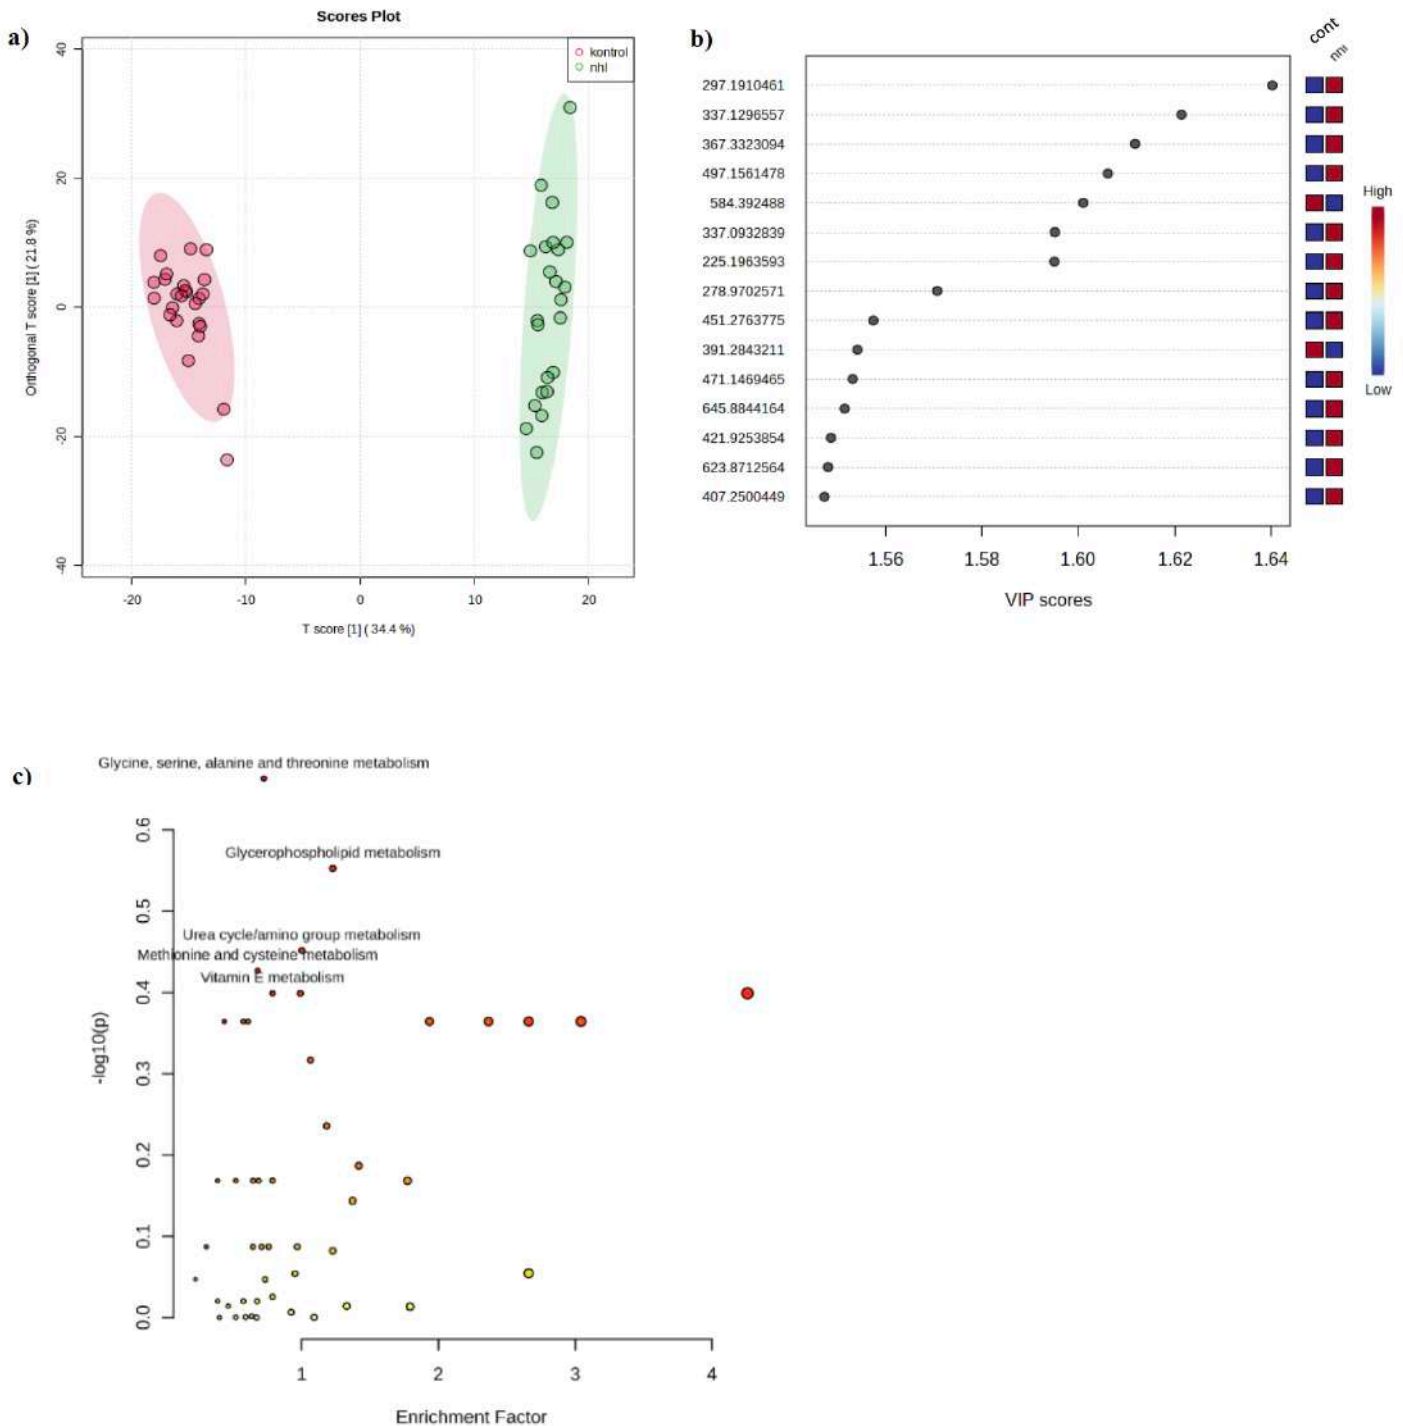 a)
Scores Plot
kontrol
nhl
Orthogonal T score [1] ( 21.8 %)
40
20
0
-20
40
-20
-10
0
10
20
T score [1] ( 34.4 %)
b)
cont
nhl
297.1910461
337.1296557
367.3323094
497.1561478
584.392488
337.0932839
225.1963593
278.9702571
451.2763775
391.2843211
471.1469465
645.8844164
421.9253854
623.8712564
407.2500449
High
Low
1.56
1.58
1.60
1.62
1.64
VIP scores
c)
Glycine, serine, alanine and threonine metabolism
Glycerophospholipid metabolism
Urea cycle/amino group metabolism
Methionine and cysteine metabolism
Vitamin E metabolism
-log10(p)
0.6
0.5
0.4
0.3
0.2
0.1
0.0
1
2
3
4
Enrichment Factor